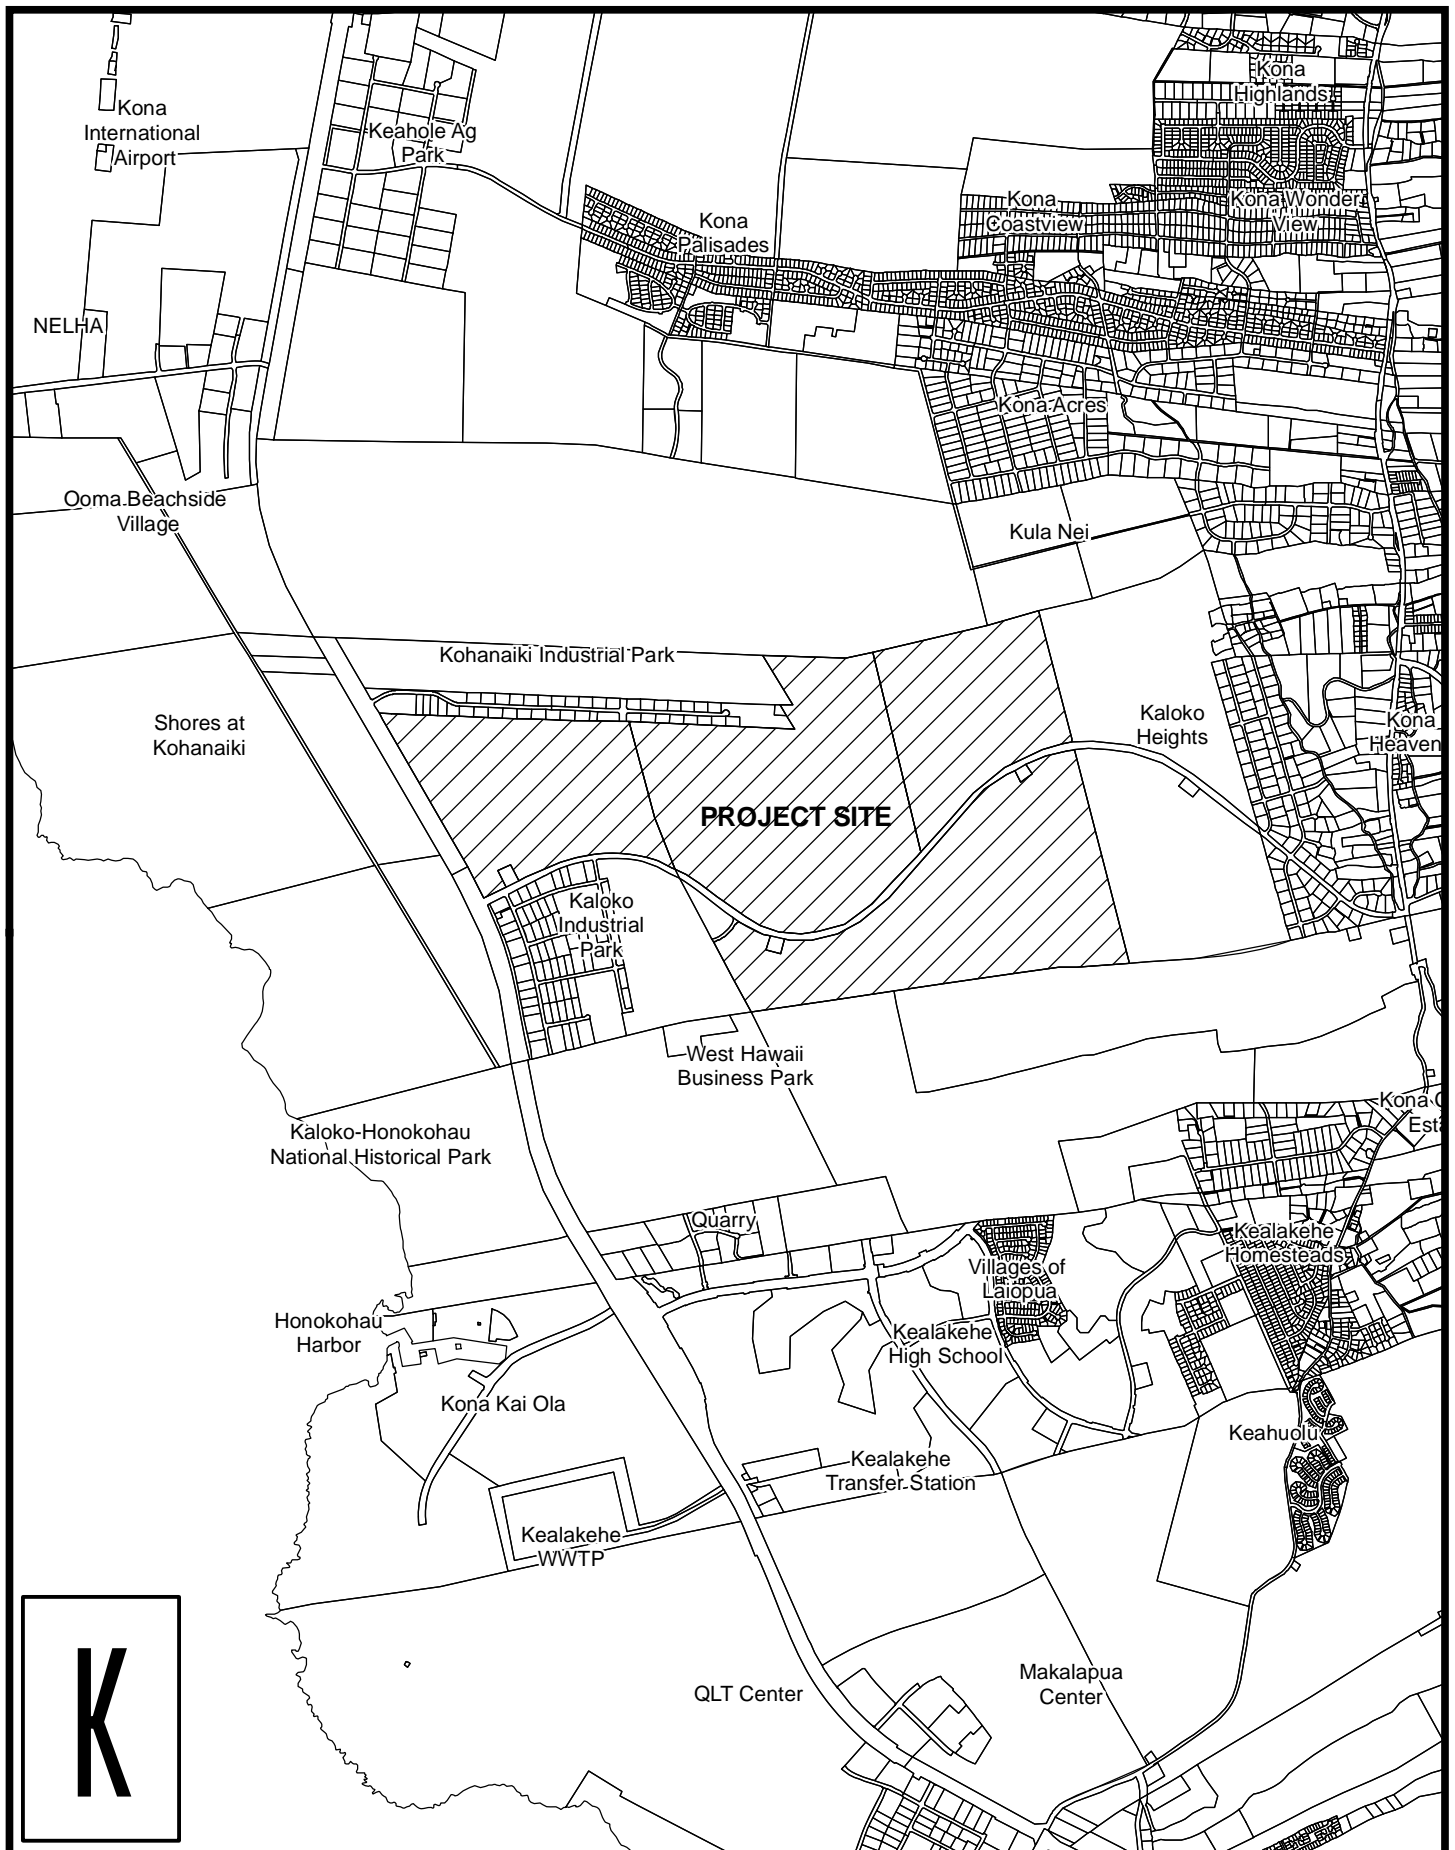 Kona
Highlands
Kona
International
Airport
Keahole Ag
Park
Kona
Palisades
Kona
Coastview
Kona Wonder
View
NELHA
Kona Acres
Ooma Beachside
Village
Kula Nei
Kohanaiki Industrial Park
Shores at
Kohanaiki
Kaloko
Heights
Kona
Heaven
PROJECT SITE
Kaloko
Industrial
Park
West Hawaii
Business Park
Kona
Kaloko-Honokohau
National Historical Park
Quarry
Kealakehe
Homesteads
Villages of
Laiopua
Honokohau
Harbor
Kealakehe
High School
Kona Kai Ola
Keahuolu
Kealakehe
Transfer Station
Kealakehe
WWTP
QLT Center
Makalapua
Center
K